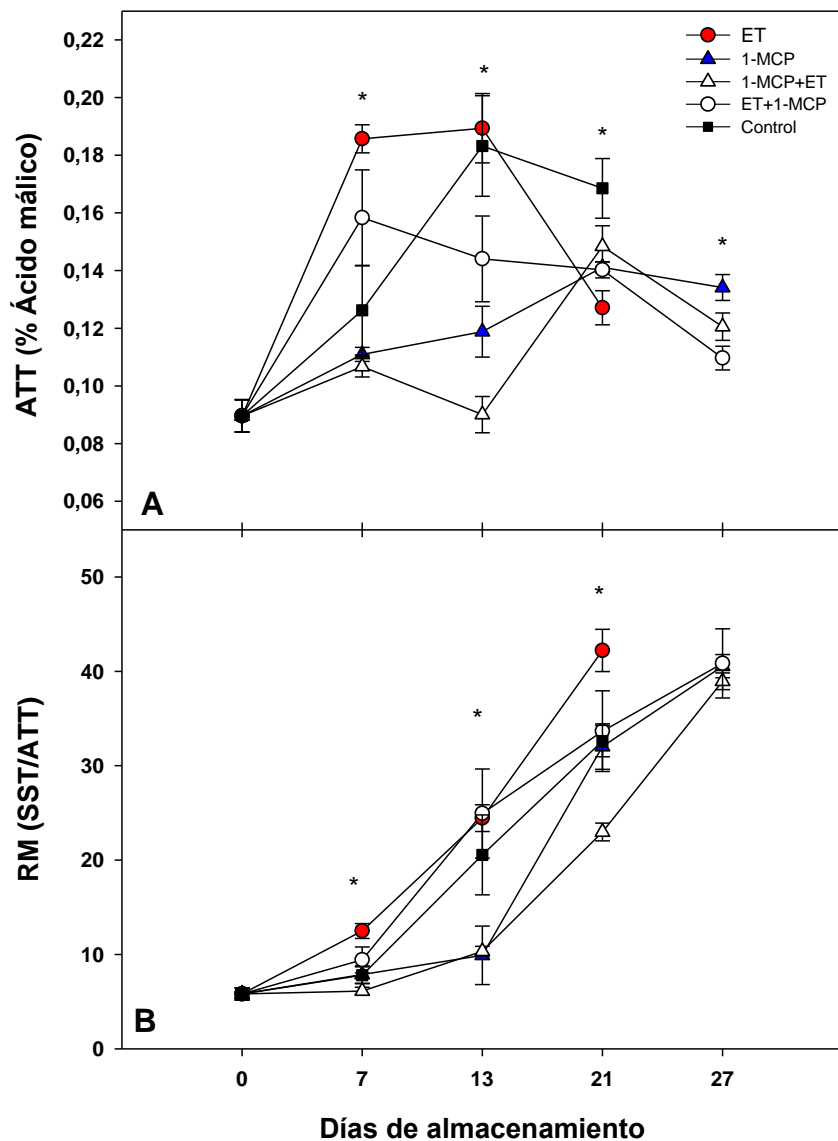 0,22
0,20
0,18
0,16
0,14
0,12
0,10
0,08
0,06
ATT (% Ácido málico)
ET
1-MCP
1-MCP+ET
ET+1-MCP
Control
*
*
*
*
A
50
40
30
20
10
0
RM (SST/ATT)
*
*
*
B
0 7 13 21 27
Días de almacenamiento